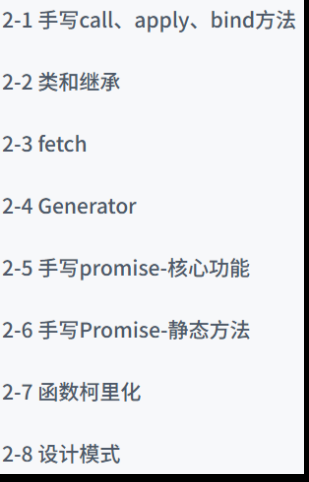 2-1 手写call、apply、bind方法
2-2 类和继承
2-3 fetch
2-4 Generator
2-5 手写promise-核心功能
2-6 手写Promise-静态方法
2-7 函数柯里化
2-8 设计模式